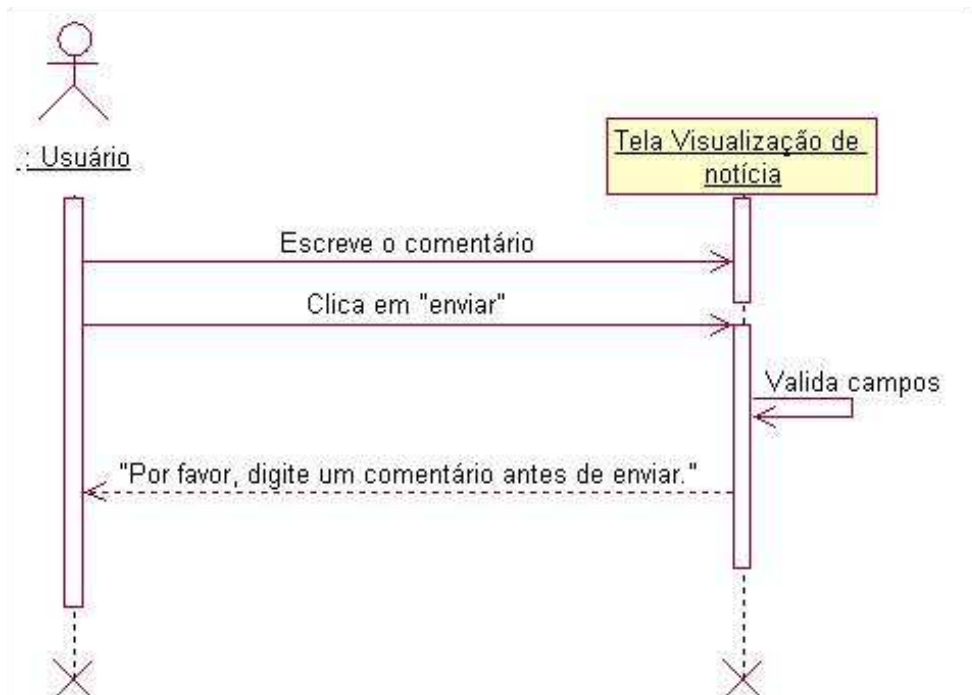 : Usuário
Tela Visualização de
notícia
Escreve o comentário
Clica em "enviar"
Valida campos
"Por favor, digite um comentário antes de enviar."